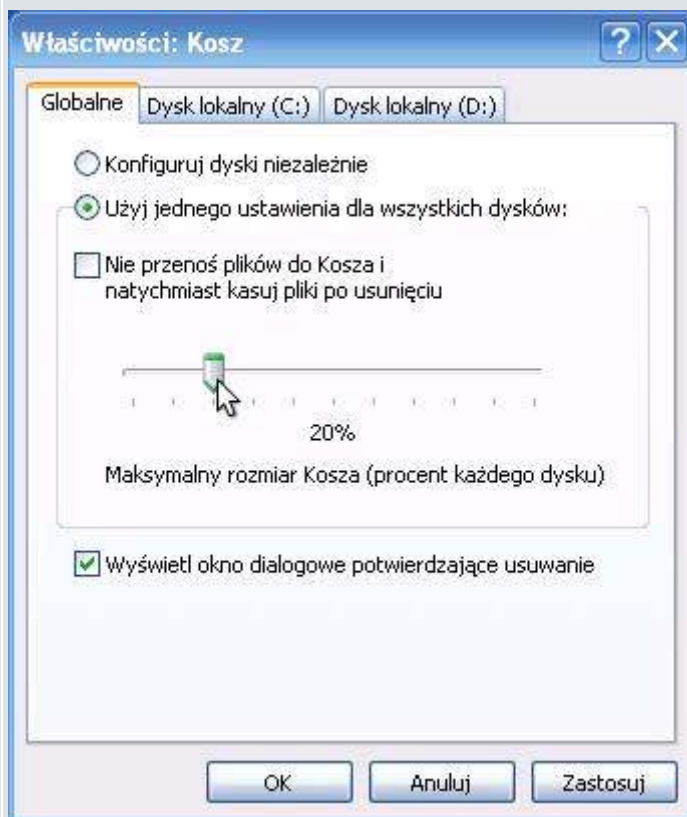 Właściwości: Kosz
Globalne
Dysk lokalny (C:)
Dysk lokalny (D:)
Konfiguruj dyski niezależnie
Użyj jednego ustawienia dla wszystkich dysków:
Nie przenoś plików do Kosza i
natychmiast kasuj pliki po usunięciu
20%
Maksymalny rozmiar Kosza (procent każdego dysku)
Wyświetl okno dialogowe potwierdzające usuwanie
OK
Anuluj
Zastosuj